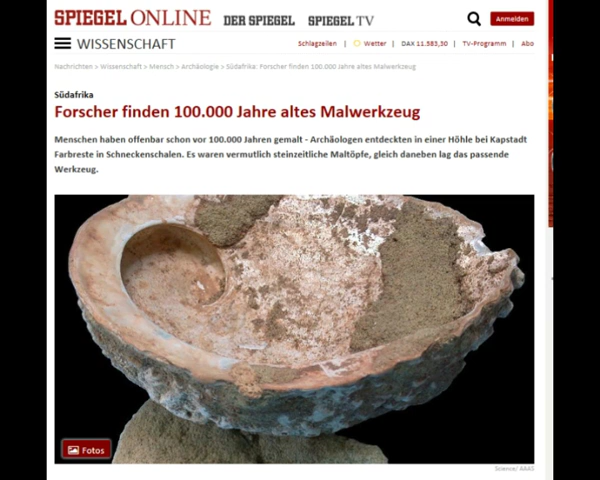 SPIEGEL ONLINE DER SPIEGEL SPIEGEL TV Anmelden
WISSENSCHAFT Schlagzeilen | Wetter | DAX 11.383,30 | TV-Programm | Abo
Nachrichten > Wissenschaft > Mensch > Archäologie > Südafrika: Forscher finden 100.000 Jahre altes Malwerkzeug
Südafrika
Forscher finden 100.000 Jahre altes Malwerkzeug
Menschen haben offenbar schon vor 100.000 Jahren gemalt - Archäologen entdeckten in einer Höhle bei Kapstadt
Farbreste in Schneckenschalen. Es waren vermutlich steinzeitliche Maltöpfe, gleich daneben lag das passende
Werkzeug.
Fotos
Science/ AAAS